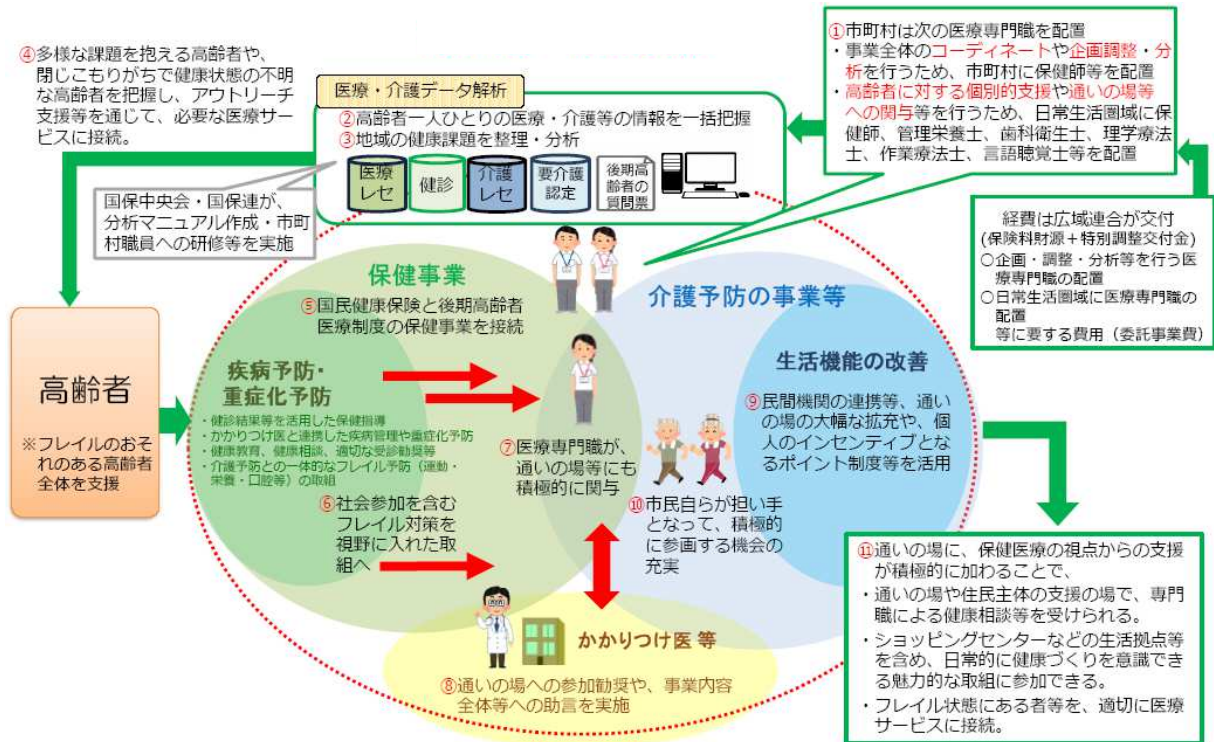 ①市町村は次の医療専門職を配置
・事業全体のコーディネートや企画調整・分
析を行うため、市町村に保健師等を配置
・高齢者に対する個別的支援や通いの場等
への関与等を行うため、日常生活圏域に保
健師、管理栄養士、歯科衛生士、理学療法
士、作業療法士、言語聴覚士等を配置
④多様な課題を抱える高齢者や、
閉じこもりがちで健康状態の不明
な高齢者を把握し、アウトリーチ
支援等を通じて、必要な医療サー
ビスに接続。
医療・介護データ解析
②高齢者一人ひとりの医療・介護等の情報を一括把握
③地域の健康課題を整理・分析
医療
レセ
健診
介護
レセ
要介護
認定
後期高
齢者の
質問票
国保中央会・国保連が、
分析マニュアル作成・市町
村職員への研修等を実施
経費は広域連合が交付
(保険料財源+特別調整交付金)
○企画・調整・分析等を行う医
療専門職の配置
○日常生活圏域に医療専門職の
配置
等に要する費用(委託事業費)
保健事業
⑤国民健康保険と後期高齢者
医療制度の保健事業を接続
介護予防の事業等
高齢者
※フレイルのおそ
れのある高齢者
全体を支援
疾病予防・
重症化予防
・健診結果等を活用した保健指導
・かかりつけ医と連携した疾病管理や重症化予防
・健康教育、健康相談、適切な受診勧奨等
・介護予防との一体的なフレイル予防(運動・
栄養・口腔等)の取組
⑥社会参加を含む
フレイル対策を
視野に入れた取
組へ
⑦医療専門職が、
通いの場等にも
積極的に関与
生活機能の改善
⑨民間機関の連携等、通い
の場の大幅な拡充や、個
人のインセンティブとな
るポイント制度等を活用
⑩市民自らが担い手
となって、積極的
に参画する機会の
充実
かかりつけ医 等
⑧通いの場への参加勧奨や、事業内容
全体等への助言を実施
⑪通いの場に、保健医療の視点からの支援
が積極的に加わることで、
・通いの場や住民主体の支援の場で、専門
職による健康相談等を受けられる。
・ショッピングセンターなどの生活拠点等
を含め、日常的に健康づくりを意識でき
る魅力的な取組に参加できる。
・フレイル状態にある者等を、適切に医療
サービスに接続。